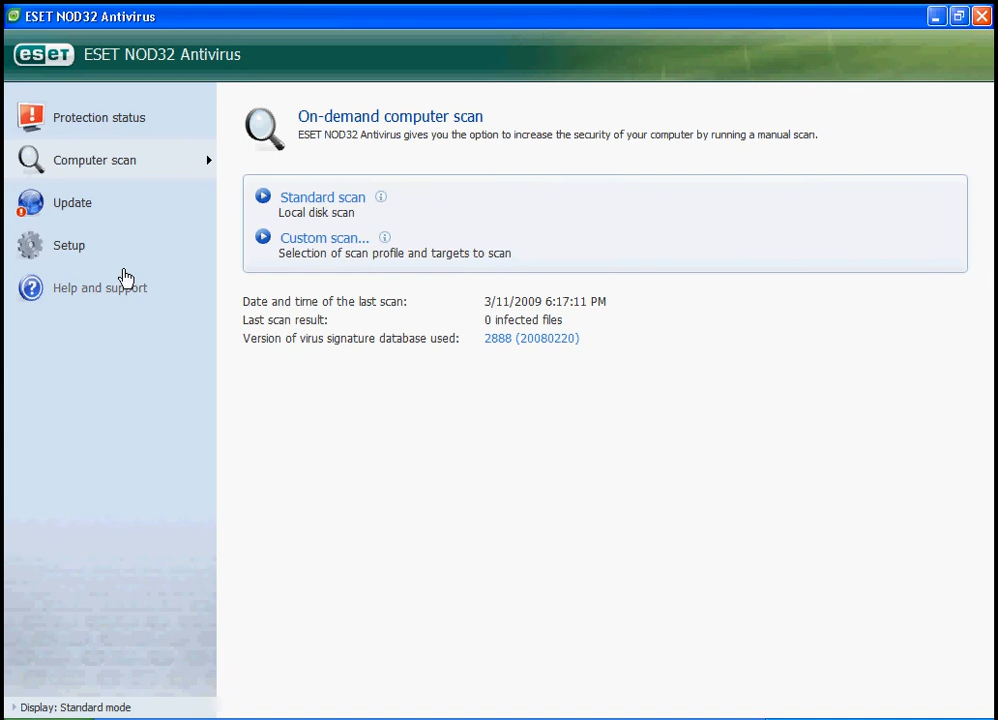 ESET NOD32 Antivirus
eseT ESET NOD32 Antivirus
Protection status
Computer scan
Update
Setup
Help and support
On-demand computer scan
ESET NOD32 Antivirus gives you the option to increase the security of your computer by running a manual scan.
Standard scan
Local disk scan
Custom scan...
Selection of scan profile and targets to scan
Date and time of the last scan: 3/11/2009 6:17:11 PM
Last scan result: 0 infected files
Version of virus signature database used: 2888 (20080220)
Display: Standard mode